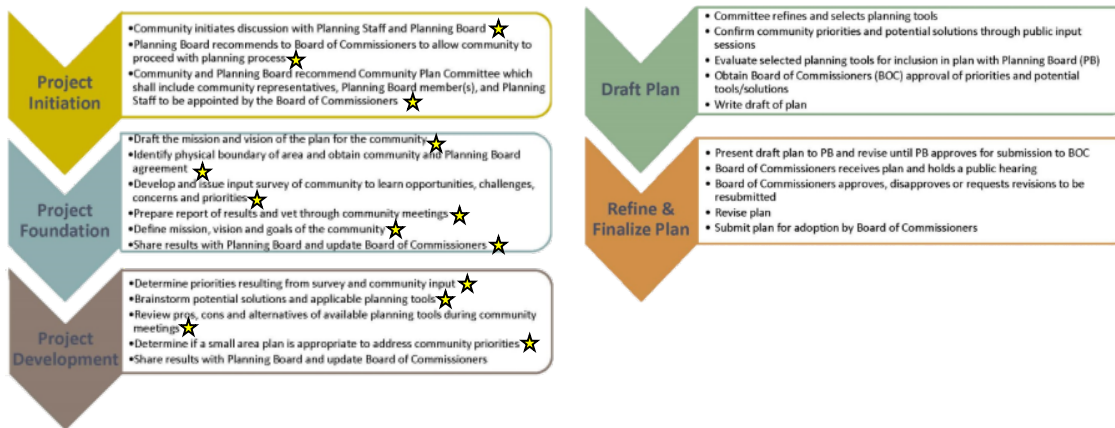 Project
Initiation
•Community initiates discussion with Planning Staff and Planning Board
•Planning Board recommends to Board of Commissioners to allow community to
proceed with planning process
•Community and Planning Board recommend Community Plan Committee which
shall include community representatives, Planning Board member(s), and Planning
Staff to be appointed by the Board of Commissioners
Project
Foundation
•Draft the mission and vision of the plan for the community
•Identify physical boundary of area and obtain community and Planning Board
agreement
•Develop and issue input survey of community to learn opportunities, challenges,
concerns and priorities
•Prepare report of results and vet through community meetings
•Define mission, vision and goals of the community
•Share results with Planning Board and update Board of Commissioners
Project
Development
•Determine priorities resulting from survey and community input
•Brainstorm potential solutions and applicable planning tools
•Review pros, cons and alternatives of available planning tools during community
meetings
•Determine if a small area plan is appropriate to address community priorities
•Share results with Planning Board and update Board of Commissioners
Draft Plan
• Committee refines and selects planning tools
• Confirm community priorities and potential solutions through public input
sessions
• Evaluate selected planning tools for inclusion in plan with Planning Board (PB)
• Obtain Board of Commissioners (BOC) approval of priorities and potential
tools/solutions
• Write draft of plan
Refine &
Finalize Plan
• Present draft plan to PB and revise until PB approves for submission to BOC
• Board of Commissioners receives plan and holds a public hearing
• Board of Commissioners approves, disapproves or requests revisions to be
resubmitted
• Revise plan
• Submit plan for adoption by Board of Commissioners